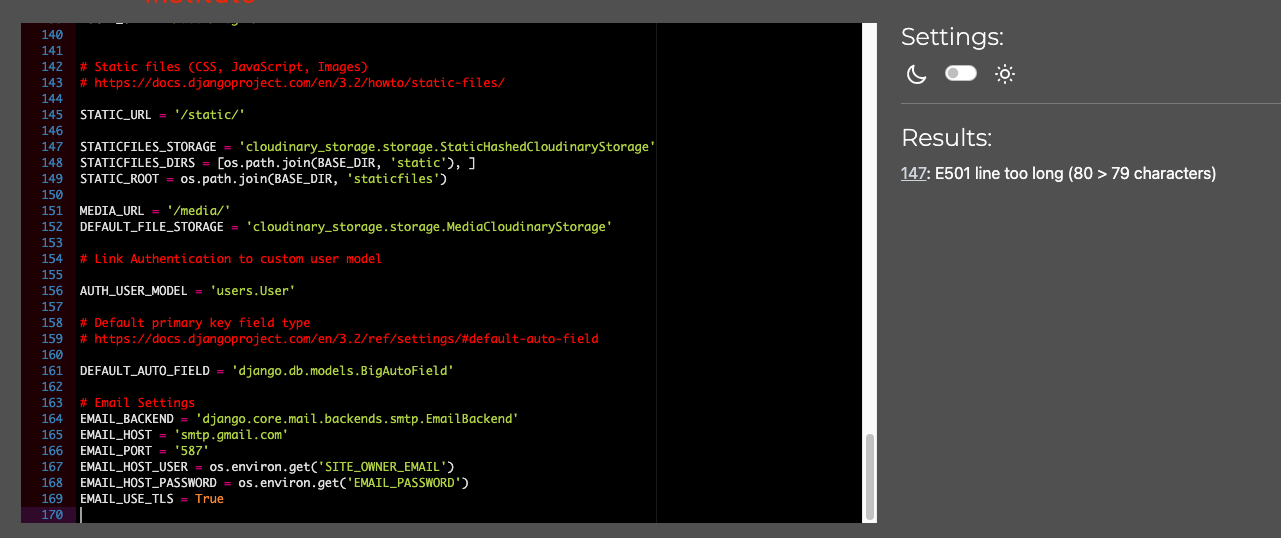 140
141
142 # Static files (CSS, JavaScript, Images)
143 # https://docs.djangoproject.com/en/3.2/howto/static-files/
144
145 STATIC_URL = '/static/'
146
147 STATICFILES_STORAGE = 'cloudinary_storage.storage.StaticHashedCloudinaryStorage'
148 STATICFILES_DIRS = [os.path.join(BASE_DIR, 'static'), ]
149 STATIC_ROOT = os.path.join(BASE_DIR, 'staticfiles')
150
151 MEDIA_URL = '/media/'
152 DEFAULT_FILE_STORAGE = 'cloudinary_storage.storage.MediaCloudinaryStorage'
153
154 # Link Authentication to custom user model
155
156 AUTH_USER_MODEL = 'users.User'
157
158 # Default primary key field type
159 # https://docs.djangoproject.com/en/3.2/ref/settings/#default-auto-field
160
161 DEFAULT_AUTO_FIELD = 'django.db.models.BigAutoField'
162
163 # Email Settings
164 EMAIL_BACKEND = 'django.core.mail.backends.smtp.EmailBackend'
165 EMAIL_HOST = 'smtp.gmail.com'
166 EMAIL_PORT = '587'
167 EMAIL_HOST_USER = os.environ.get('SITE_OWNER_EMAIL')
168 EMAIL_HOST_PASSWORD = os.environ.get('EMAIL_PASSWORD')
169 EMAIL_USE_TLS = True
170
Settings:
Results:
147: E501 line too long (80 > 79 characters)